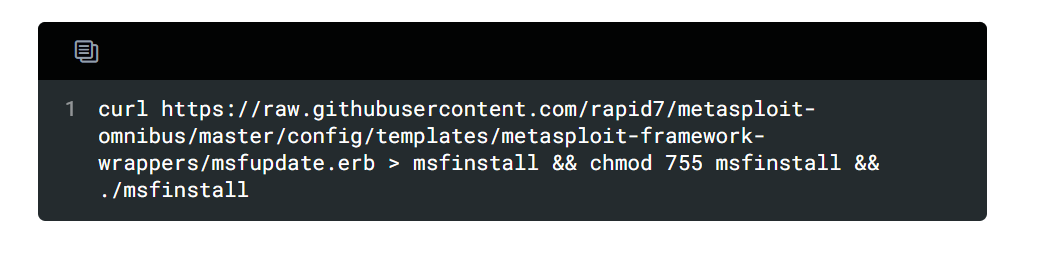 1 curl https://raw.githubusercontent.com/rapid7/metasploit-
omnibus/master/config/templates/metasploit-framework-
wrappers/msfupdate.erb > msfinstall && chmod 755 msfinstall &&
./msfinstall